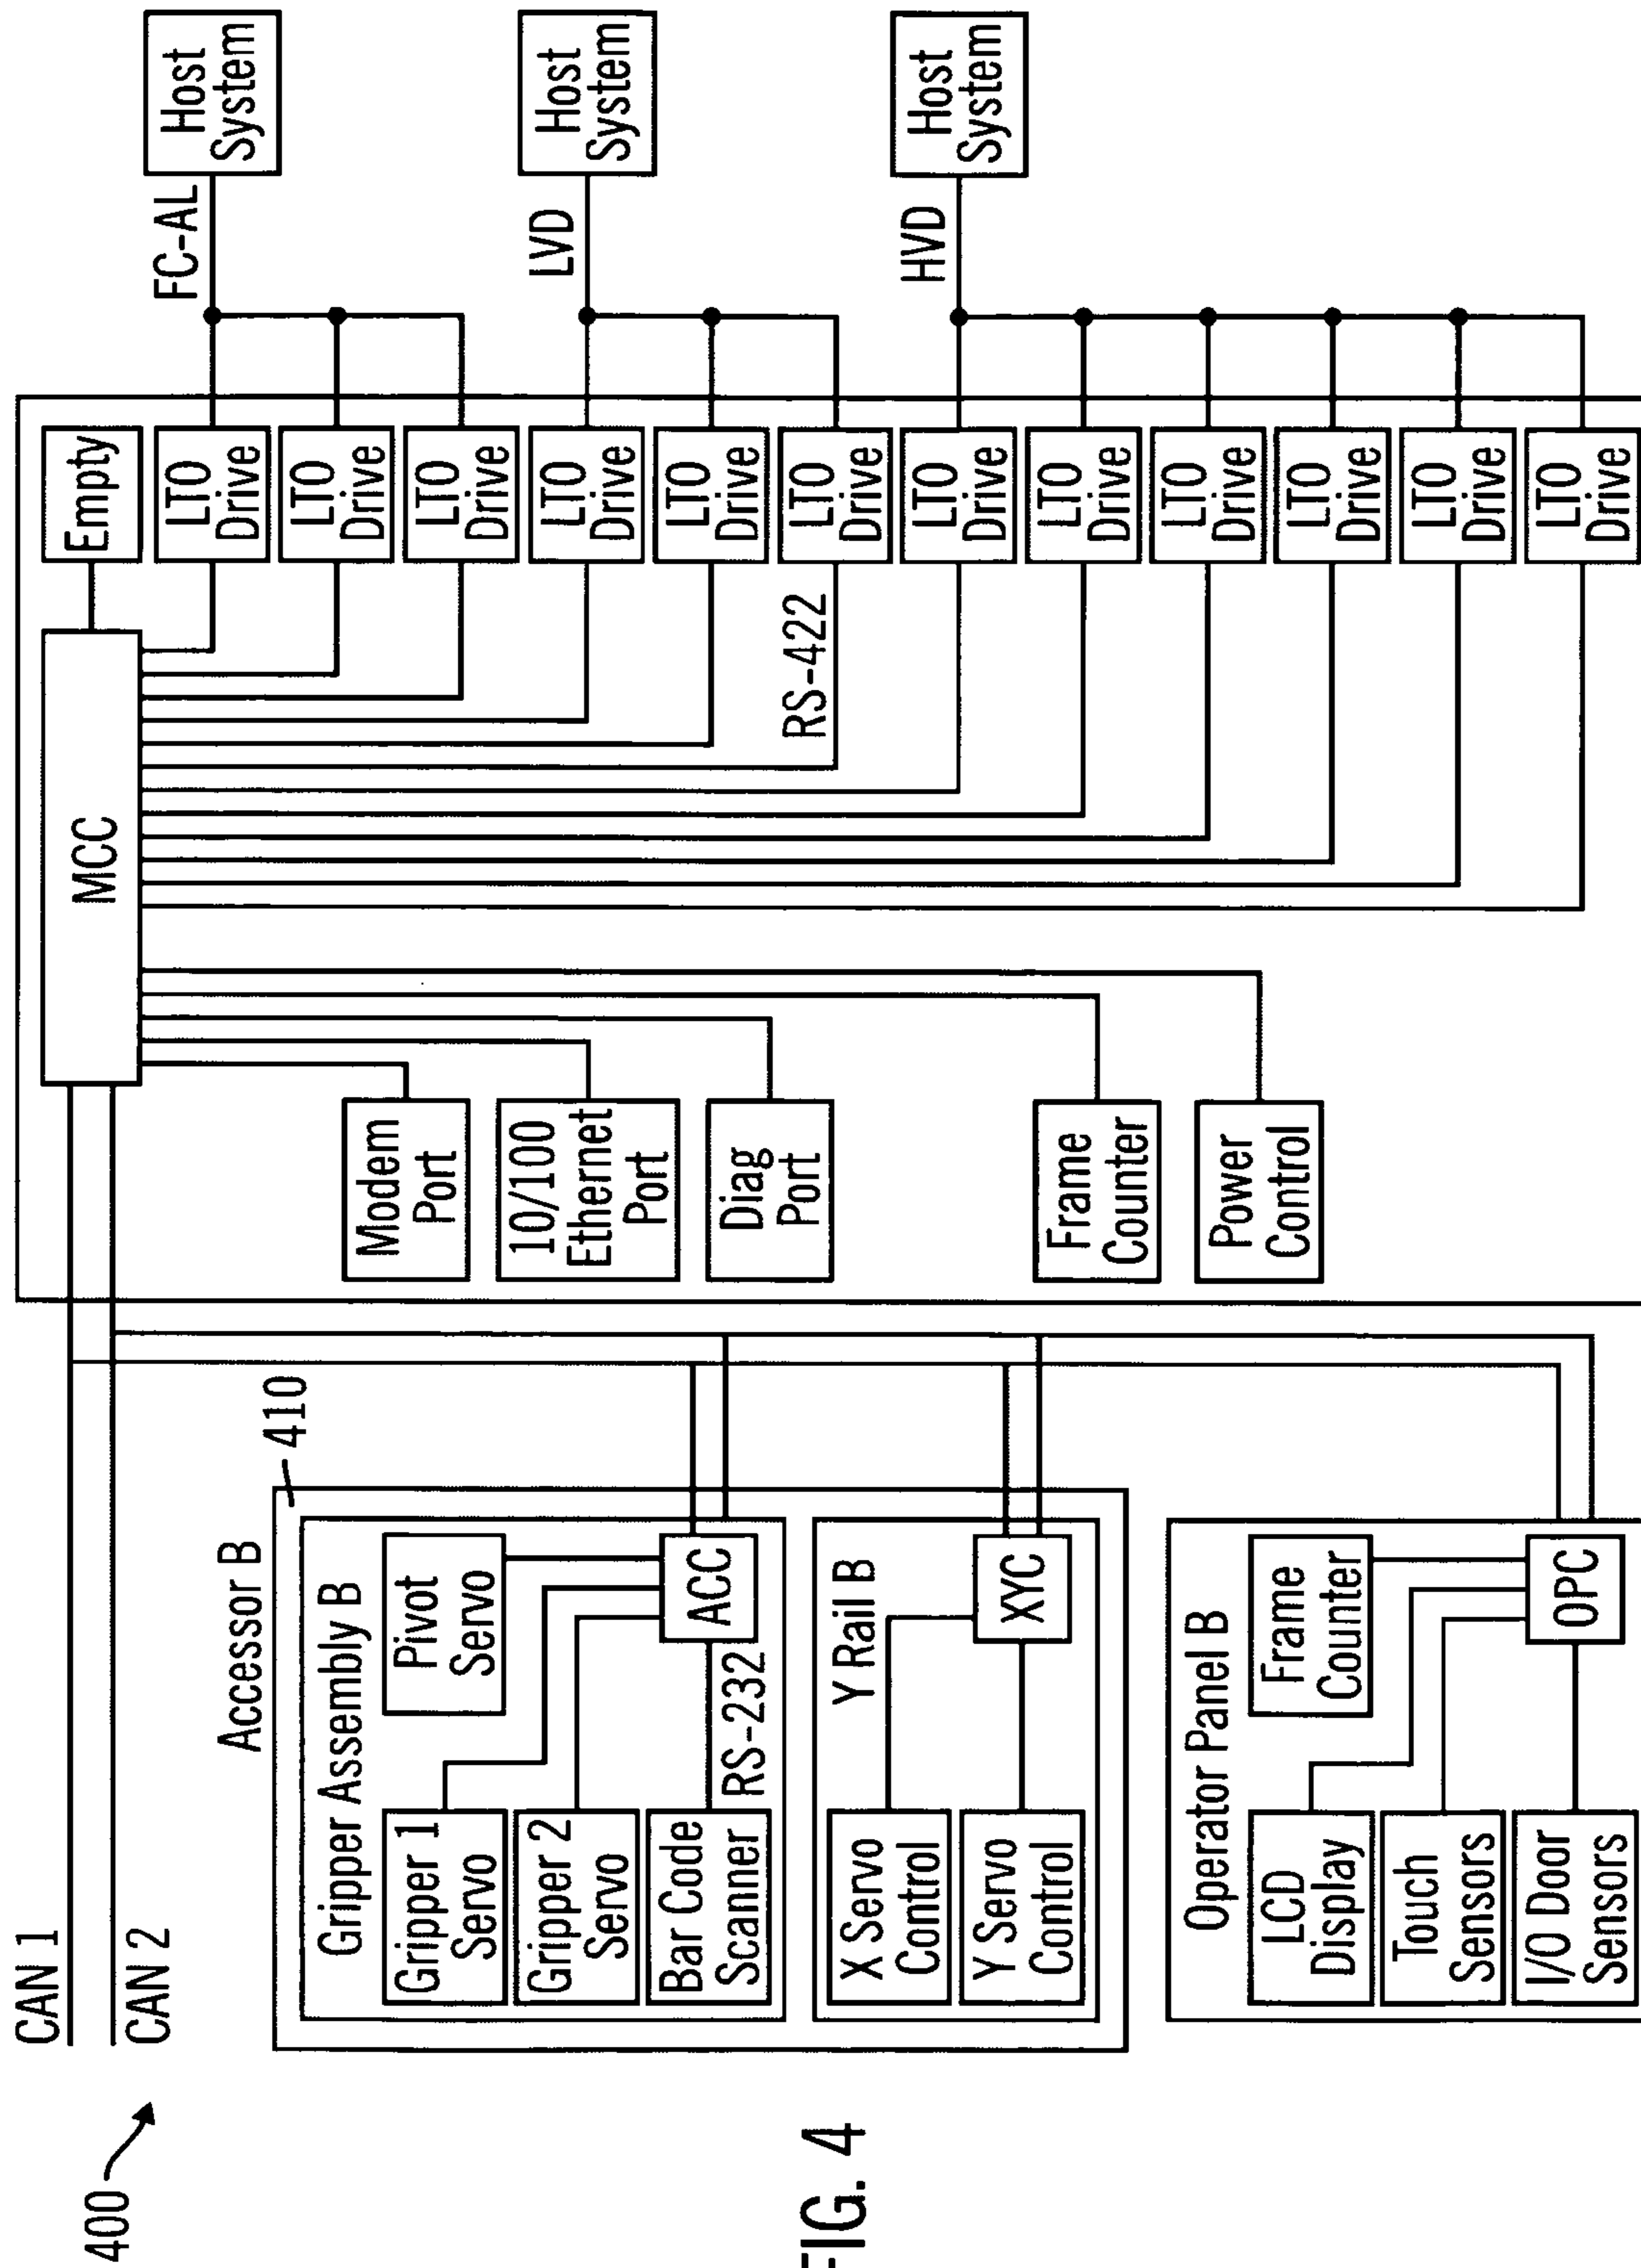 400
CAN 1
CAN 2
MCC
Empty
Modem
Port
10/100
Ethernet
Port
Diag
Port
Frame
Counter
Power
Control
LTO
Drive
LTO
Drive
LTO
Drive
LTO
Drive
LTO
Drive
LTO
Drive
LTO
Drive
LTO
Drive
LTO
Drive
LTO
Drive
LTO
Drive
LTO
Drive
RS-422
FC-AL
Host
System
LVD
Host
System
HVD
Host
System
Accessor B
410
Gripper Assembly B
Gripper 1
Servo
Pivot
Servo
Gripper 2
Servo
Bar Code
Scanner
ACC
RS-232
Y Rail B
X Servo
Control
Y Servo
Control
XYC
Operator Panel B
LCD
Display
Frame
Counter
Touch
Sensors
I/O Door
Sensors
OPC
FIG. 4